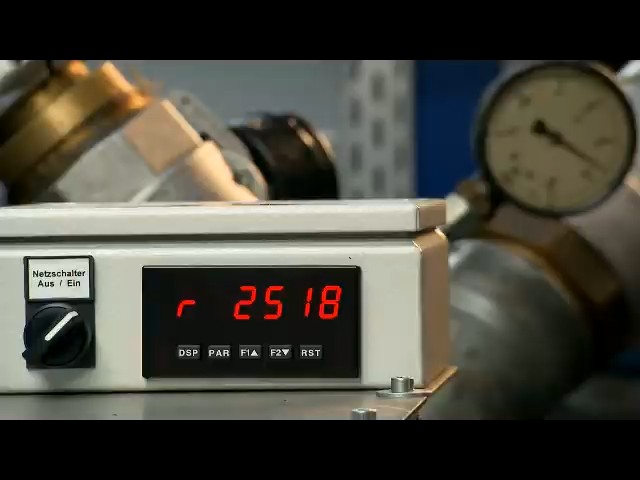 Netzschalter
Aus / Ein
r 2518
DSP PAR F1▲ F2▼ RST